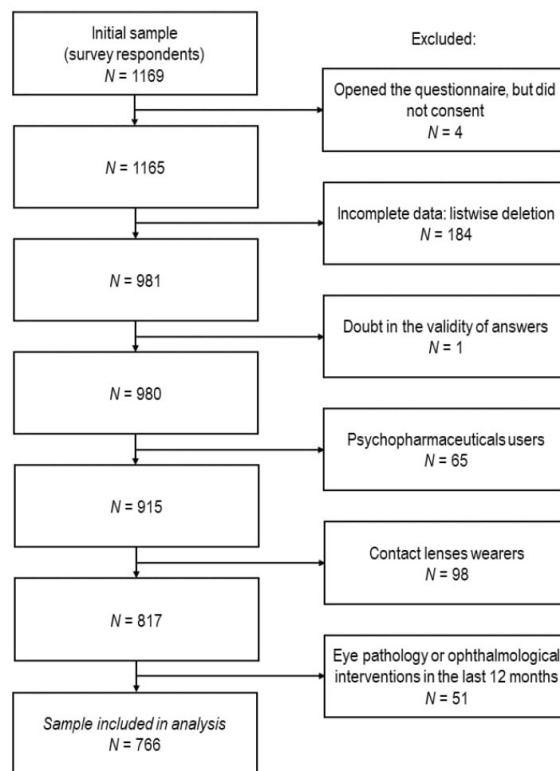 Initial sample
(survey respondents)
N = 1169
Excluded:
Opened the questionnaire, but did
not consent
N = 4
N = 1165
Incomplete data: listwise deletion
N = 184
N = 981
Doubt in the validity of answers
N = 1
N = 980
Psychopharmaceuticals users
N = 65
N = 915
Contact lenses wearers
N = 98
N = 817
Eye pathology or ophthalmological
interventions in the last 12 months
N = 51
Sample included in analysis
N = 766